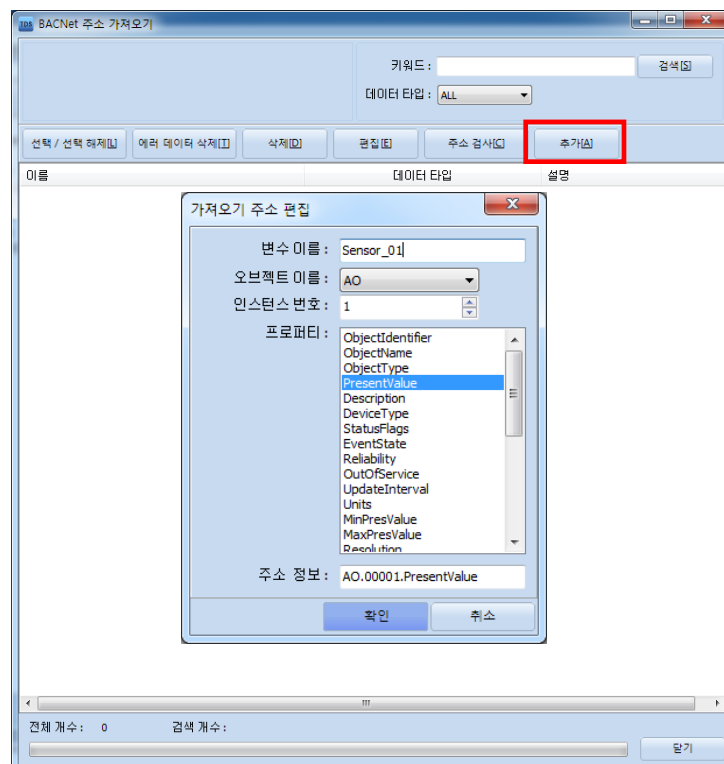 BACNet 주소 가져오기
키워드 :
검색[S]
데이터 타입 : ALL
선택 / 선택 해제[L] 에러 데이터 삭제[T] 삭제[D] 편집[E] 주소 검사[C] 추가[A]
이름 데이터 타입 설명
가져오기 주소 편집
변수 이름 : Sensor_01
오브젝트 이름 : AO
인스턴스 번호 : 1
프로퍼티 : ObjectIdentifier
ObjectName
ObjectType
PresentValue
Description
DeviceType
StatusFlags
EventState
Reliability
OutOfService
UpdateInterval
Units
MinPresValue
MaxPresValue
Resolution
주소 정보 : AO.00001.PresentValue
확인 취소
전체 개수 : 0 검색 개수 :
닫기